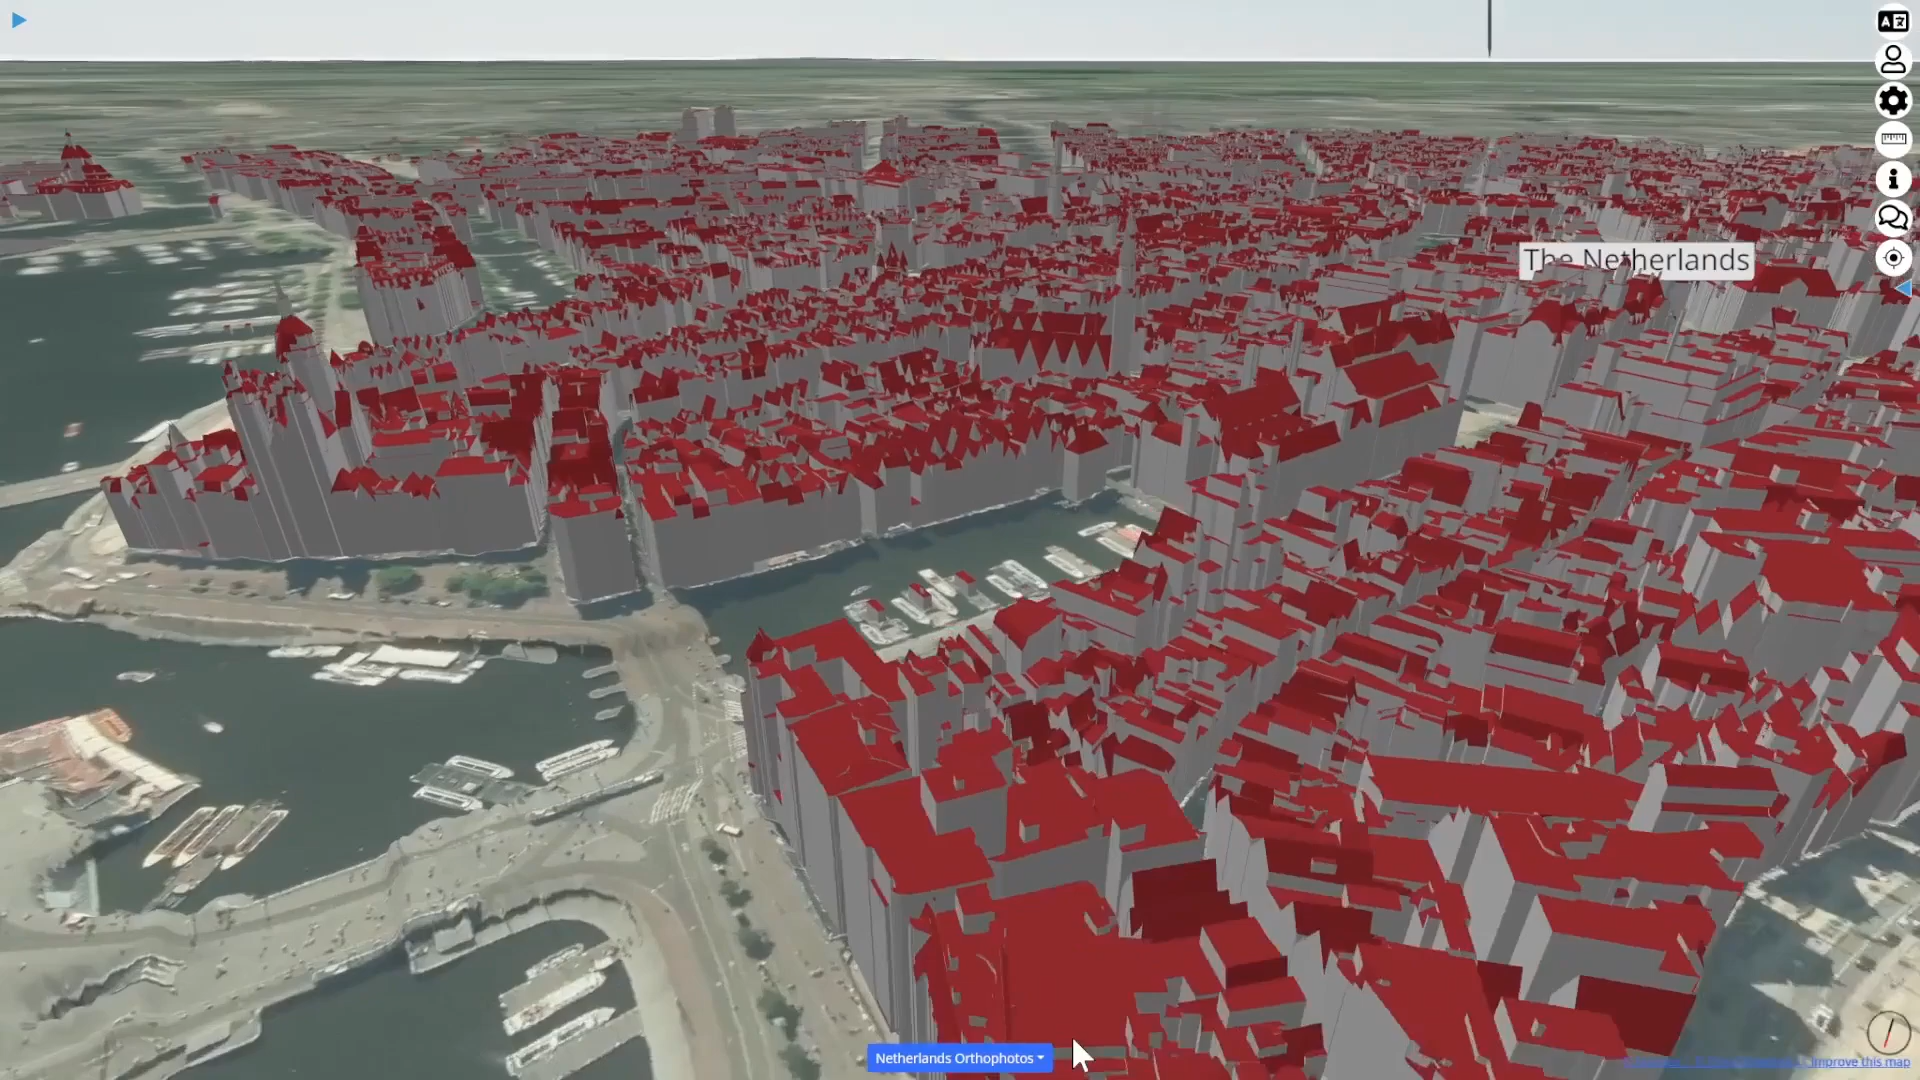 The Netherlands
Netherlands Orthophotos
Improve this map